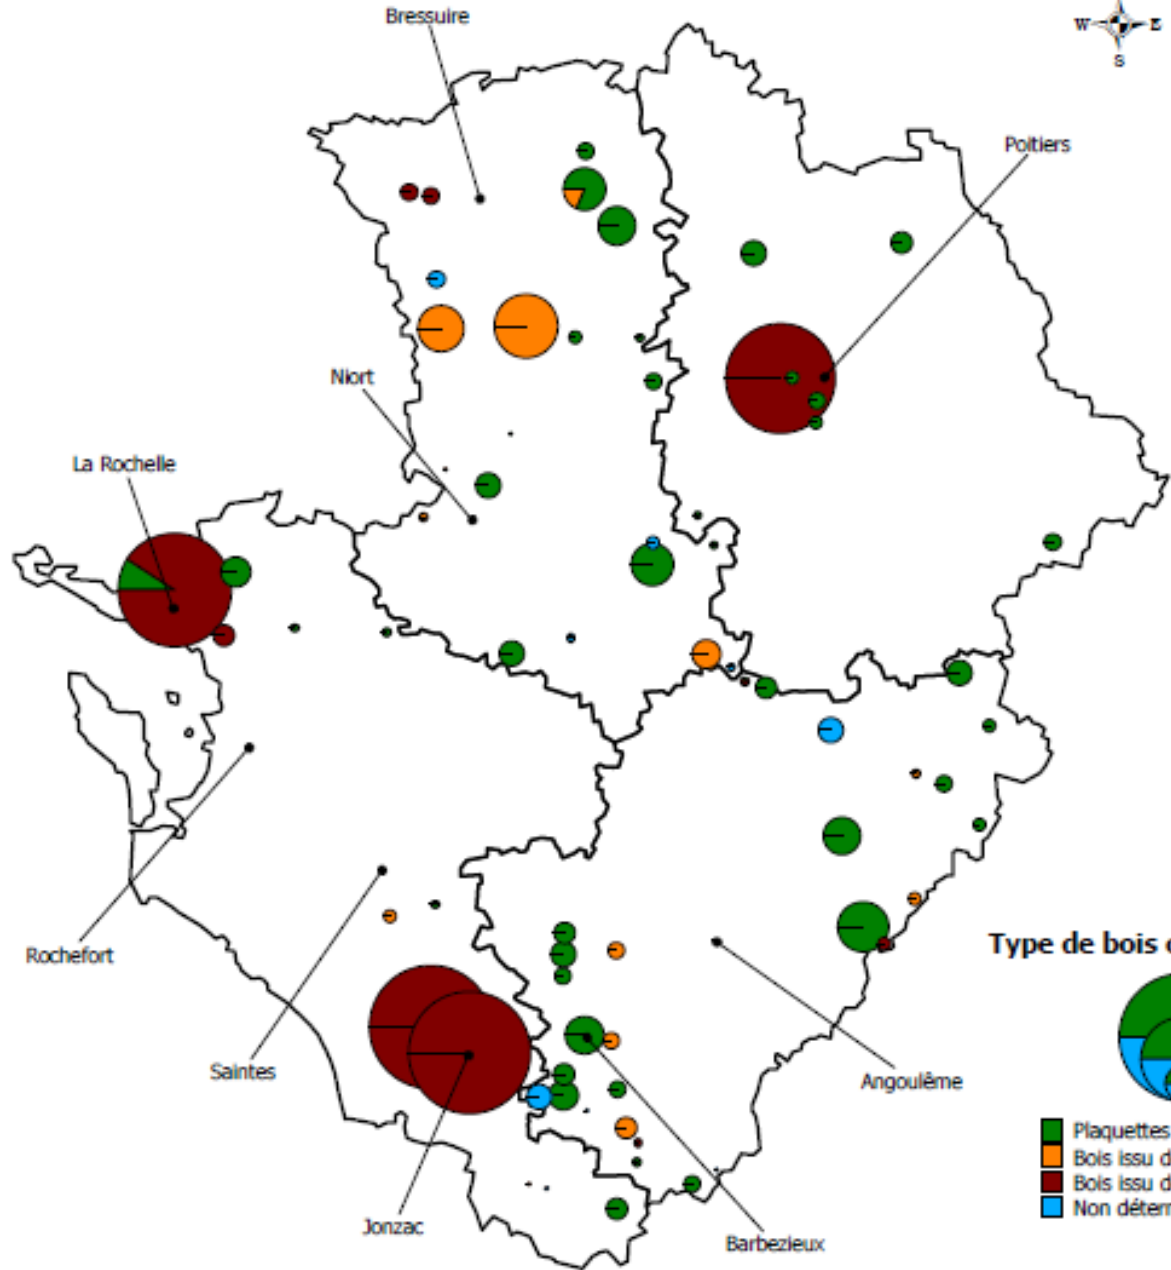 Bressuire
W E
S
Poitiers
Niort
La Rochelle
Rochefort
Type de bois
Saintes
Angoulême
Plaquettes
Bois issu d
Bois issu d
Non déterm
Jonzac
Barbezieux